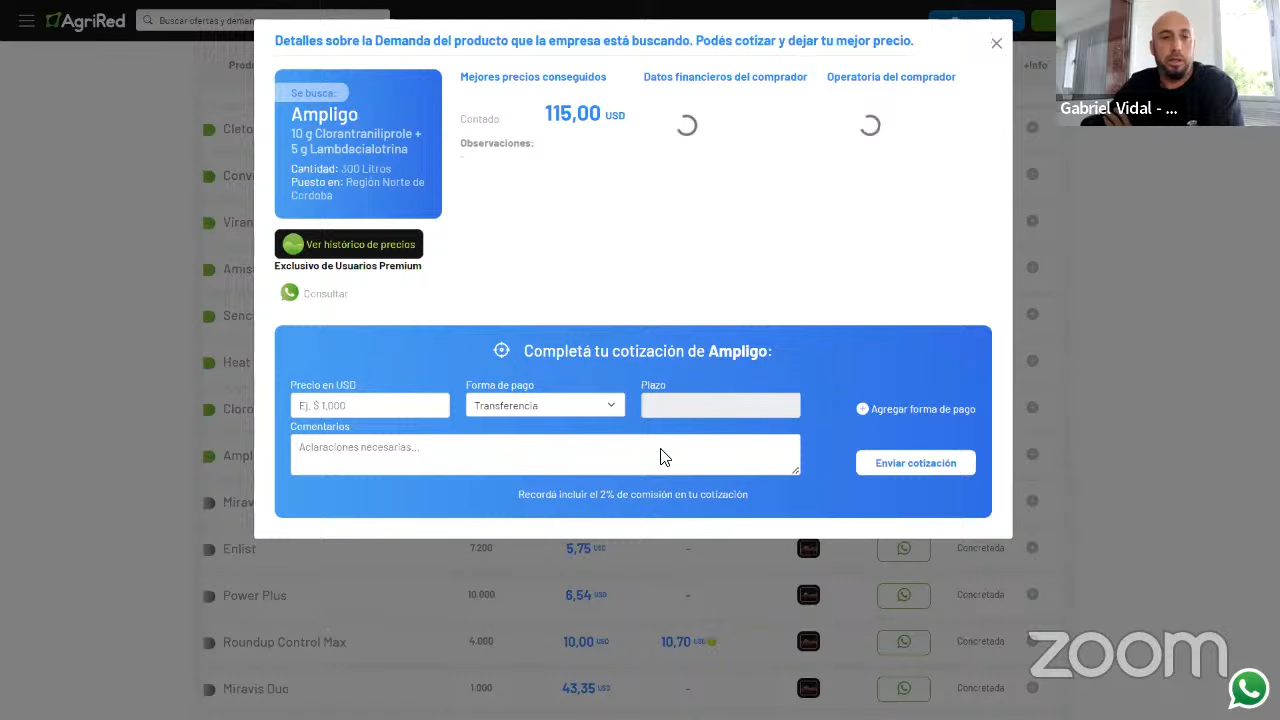 AgriRed
Buscar ofertas y demandas
Detalles sobre la Demanda del producto que la empresa está buscando. Podés cotizar y dejar tu mejor precio.
Gabriel Vidal - ...
Produ
+Info
Se busca:
Ampligo
10 g Clorantraniliprole +
5 g Lambdacialotrina
Cantidad: 300 Litros
Puesto en: Región Norte de
Cordoba
Mejores precios conseguidos
Contado
115,00 USD
Observaciones:
-
Datos financieros del comprador
Operatoria del comprador
Ver histórico de precios
Exclusivo de Usuarios Premium
Consultar
Completá tu cotización de Ampligo:
Precio en USD
Forma de pago
Plazo
Ej. $ 1.000
Transferencia
Agregar forma de pago
Comentarios
Aclaraciones necesarias...
Enviar cotización
Recordá incluir el 2% de comisión en tu cotización
Cleto
Convi
Viran
Amis
Senc
Heat
Cloro
Ampl
Mirav
Enlist 7.200 5,75 USD - Concretada
Power Plus 10.000 6,54 USD - Concretada
Roundup Control Max 4.000 10,00 USD 10,70 USD Concretada
Miravis Duo 1.000 43,35 USD - Concretada
zoom